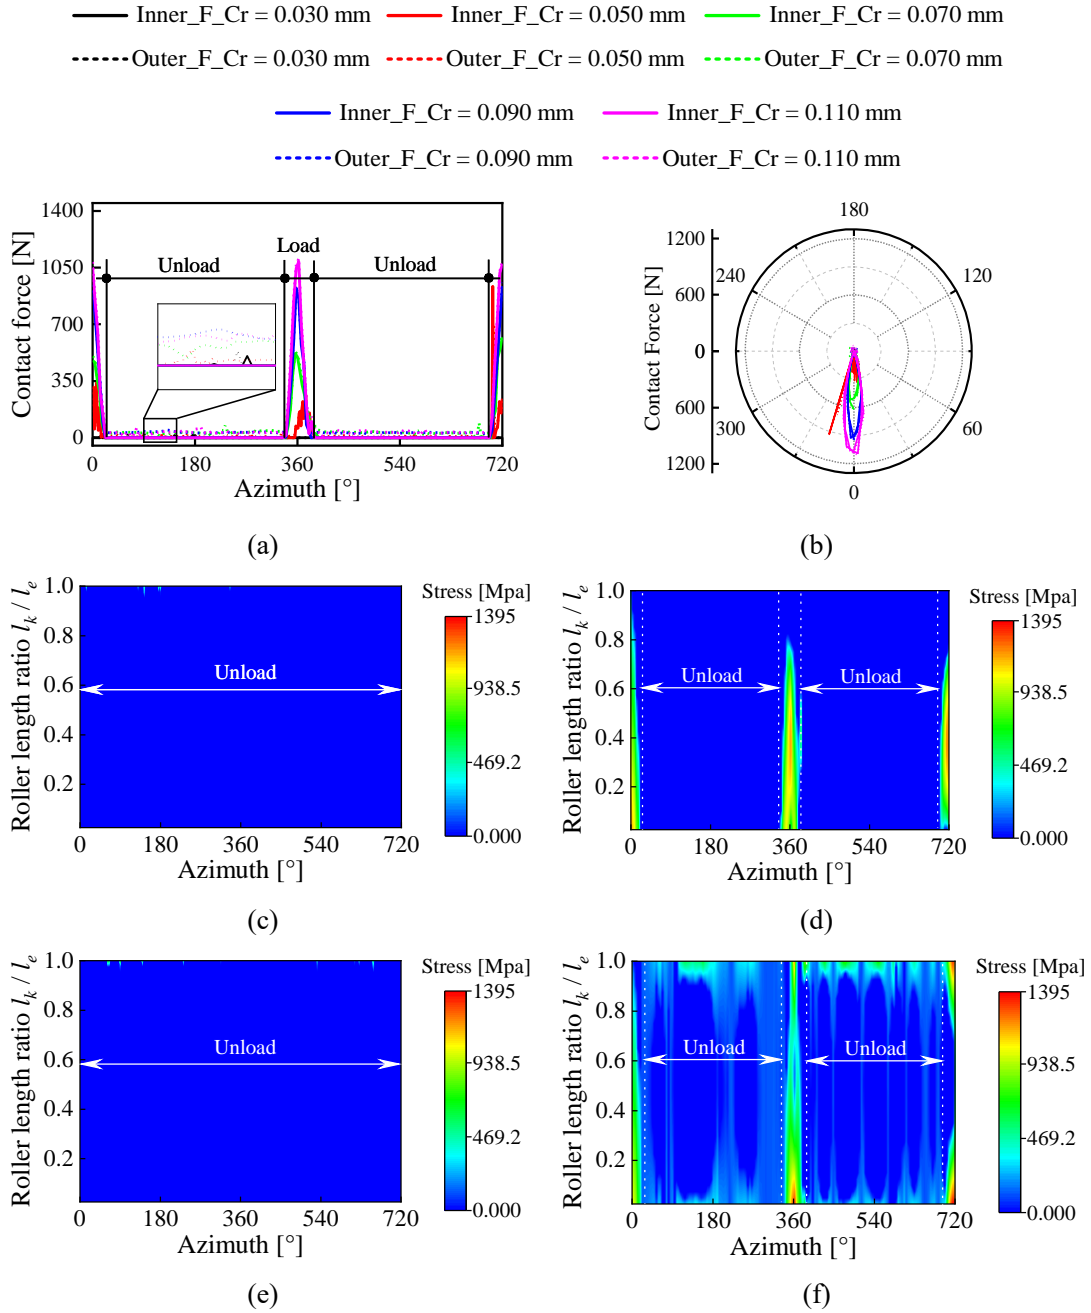 Inner_F_Cr = 0.030 mm Inner_F_Cr = 0.050 mm Inner_F_Cr = 0.070 mm
Outer_F_Cr = 0.030 mm Outer_F_Cr = 0.050 mm Outer_F_Cr = 0.070 mm
Inner_F_Cr = 0.090 mm Inner_F_Cr = 0.110 mm
Outer_F_Cr = 0.090 mm Outer_F_Cr = 0.110 mm
Contact force [N]
1400
1050
700
350
0
Unload
Load
Unload
0 180 360 540 720
Azimuth [°]
(a)
Contact Force [N]
1200
600
0
600
1200
180
240
120
300
60
0
(b)
Roller length ratio l_k / l_e
1.0
0.8
0.6
0.4
0.2
Unload
0 180 360 540 720
Azimuth [°]
Stress [Mpa]
1395
938.5
469.2
0.000
(c)
Roller length ratio l_k / l_e
1.0
0.8
0.6
0.4
0.2
Unload Unload
0 180 360 540 720
Azimuth [°]
Stress [Mpa]
1395
938.5
469.2
0.000
(d)
Roller length ratio l_k / l_e
1.0
0.8
0.6
0.4
0.2
Unload
0 180 360 540 720
Azimuth [°]
Stress [Mpa]
1395
938.5
469.2
0.000
(e)
Roller length ratio l_k / l_e
1.0
0.8
0.6
0.4
0.2
Unload Unload
0 180 360 540 720
Azimuth [°]
Stress [Mpa]
1395
938.5
469.2
0.000
(f)